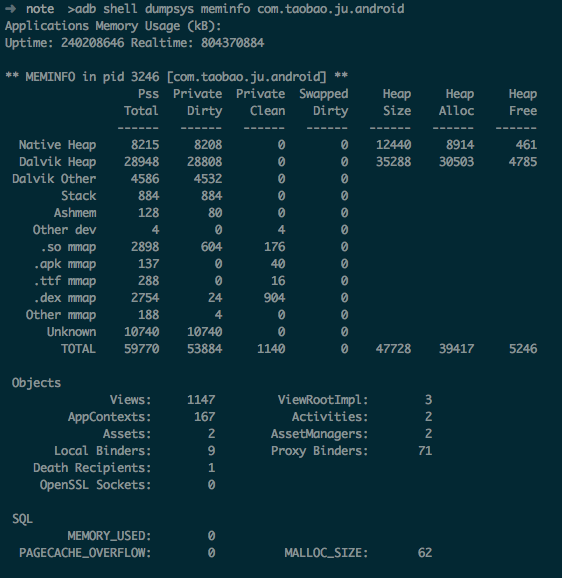 ➜  note  >adb shell dumpsys meminfo com.taobao.ju.android
Applications Memory Usage (kB):
Uptime: 240208646 Realtime: 804370884
** MEMINFO in pid 3246 [com.taobao.ju.android] **
Pss Private Private Swapped Heap Heap Heap
Total Dirty Clean Dirty Size Alloc Free
------ ------ ------ ------ ------ ------ ------
Native Heap 8215 8208 0 0 12440 8914 461
Dalvik Heap 28948 28808 0 0 35288 30503 4785
Dalvik Other 4586 4532 0 0
Stack 884 884 0 0
Ashmem 128 80 0 0
Other dev 4 0 4 0
.so mmap 2898 604 176 0
.apk mmap 137 0 40 0
.ttf mmap 288 0 16 0
.dex mmap 2754 24 904 0
Other mmap 188 4 0 0
Unknown 10740 10740 0 0
TOTAL 59770 53884 1140 0 47728 39417 5246
Objects
Views: 1147 ViewRootImpl: 3
AppContexts: 167 Activities: 2
Assets: 2 AssetManagers: 2
Local Binders: 9 Proxy Binders: 71
Death Recipients: 1
OpenSSL Sockets: 0
SQL
MEMORY_USED: 0
PAGECACHE_OVERFLOW: 0 MALLOC_SIZE: 62